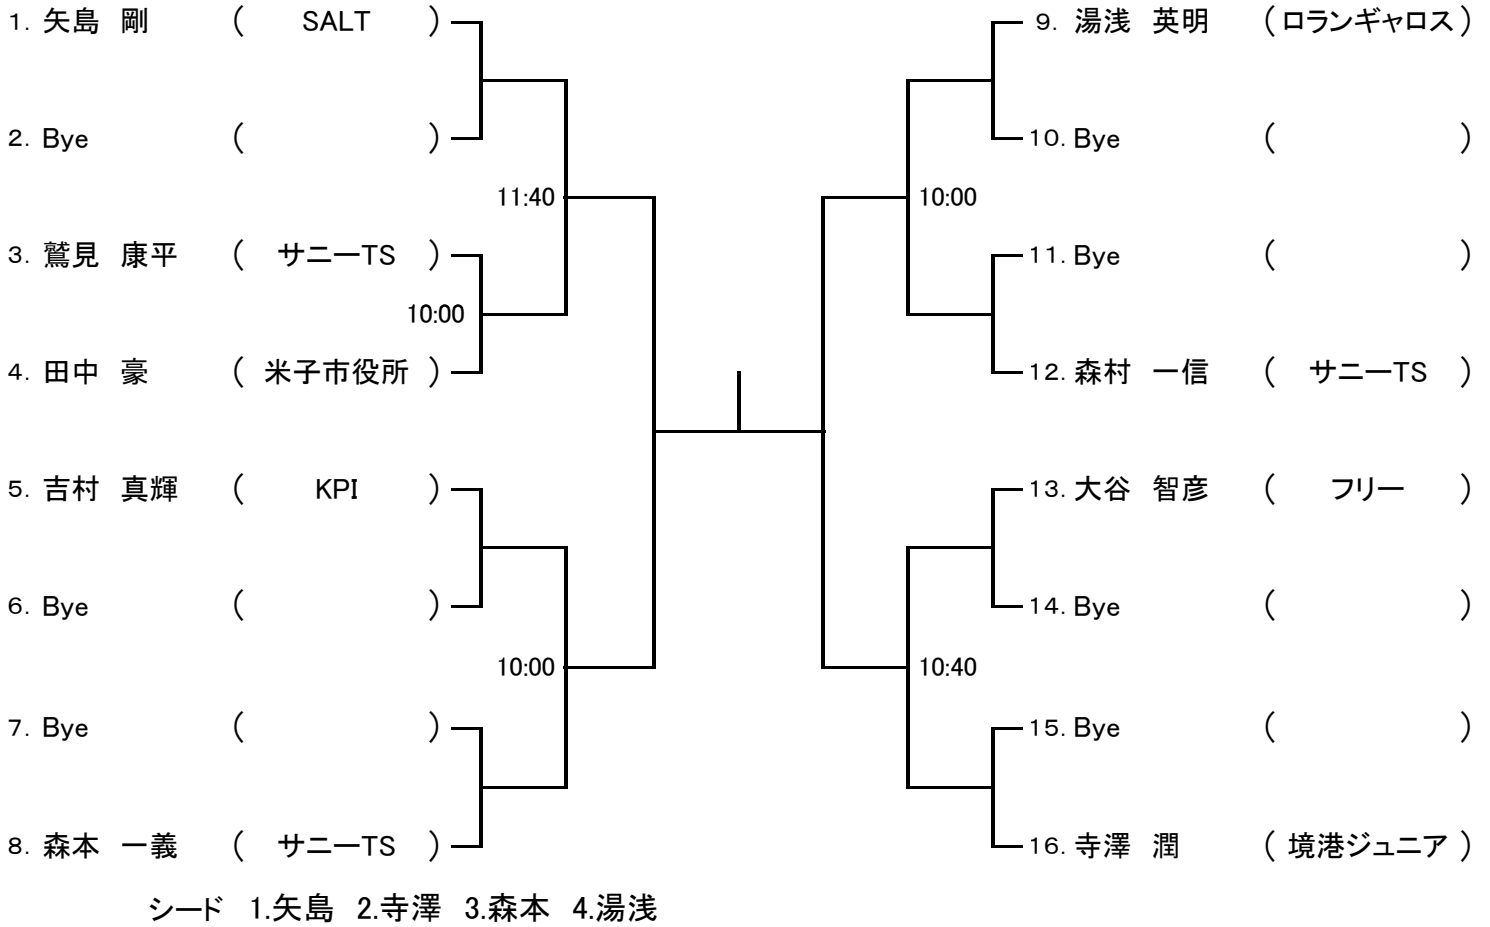 1. 矢島 剛 ( SALT )
2. Bye ( )
11:40
3. 鷲見 康平 ( サニーTS )
10:00
4. 田中 豪 ( 米子市役所 )
5. 吉村 真輝 ( KPI )
6. Bye ( )
10:00
7. Bye ( )
8. 森本 一義 ( サニーTS )
9. 湯浅 英明 ( ロランギャロス )
10. Bye ( )
10:00
11. Bye ( )
12. 森村 一信 ( サニーTS )
13. 大谷 智彦 ( フリー )
14. Bye ( )
10:40
15. Bye ( )
16. 寺澤 潤 ( 境港ジュニア )
シード 1.矢島 2.寺澤 3.森本 4.湯浅